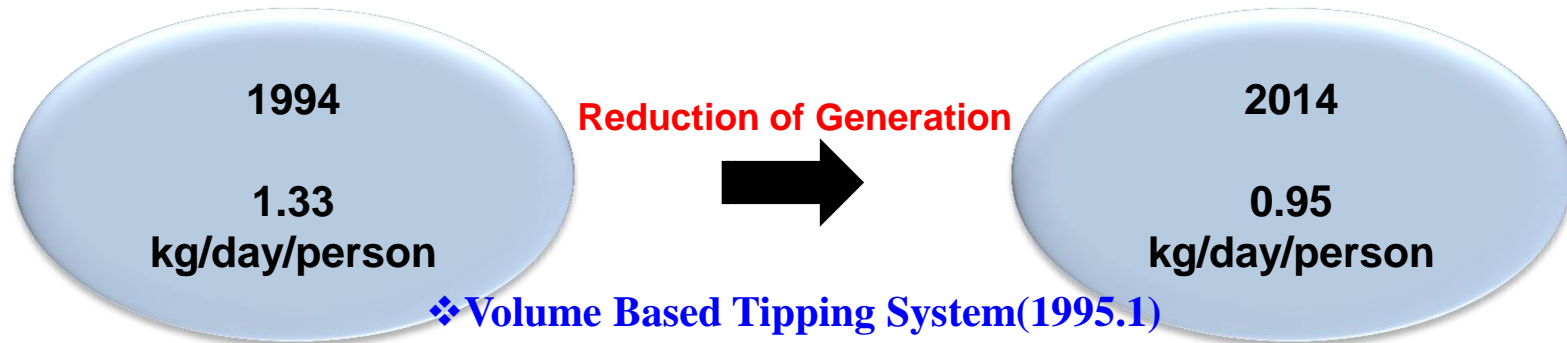 1994
1.33
kg/day/person
Reduction of Generation
2014
0.95
kg/day/person
❖Volume Based Tipping System(1995.1)